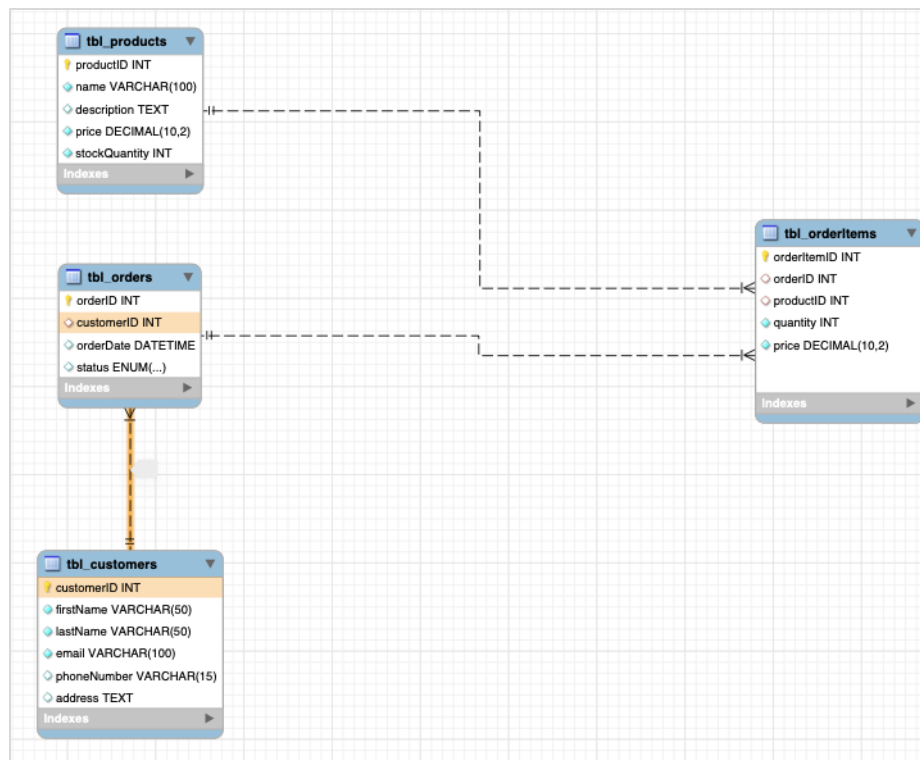 tbl_products
productID INT
name VARCHAR(100)
description TEXT
price DECIMAL(10,2)
stockQuantity INT
Indexes
tbl_orders
orderID INT
customerID INT
orderDate DATETIME
status ENUM(...)
Indexes
tbl_customers
customerID INT
firstName VARCHAR(50)
lastName VARCHAR(50)
email VARCHAR(100)
phoneNumber VARCHAR(15)
address TEXT
Indexes
tbl_orderItems
orderItemID INT
orderID INT
productID INT
quantity INT
price DECIMAL(10,2)
Indexes